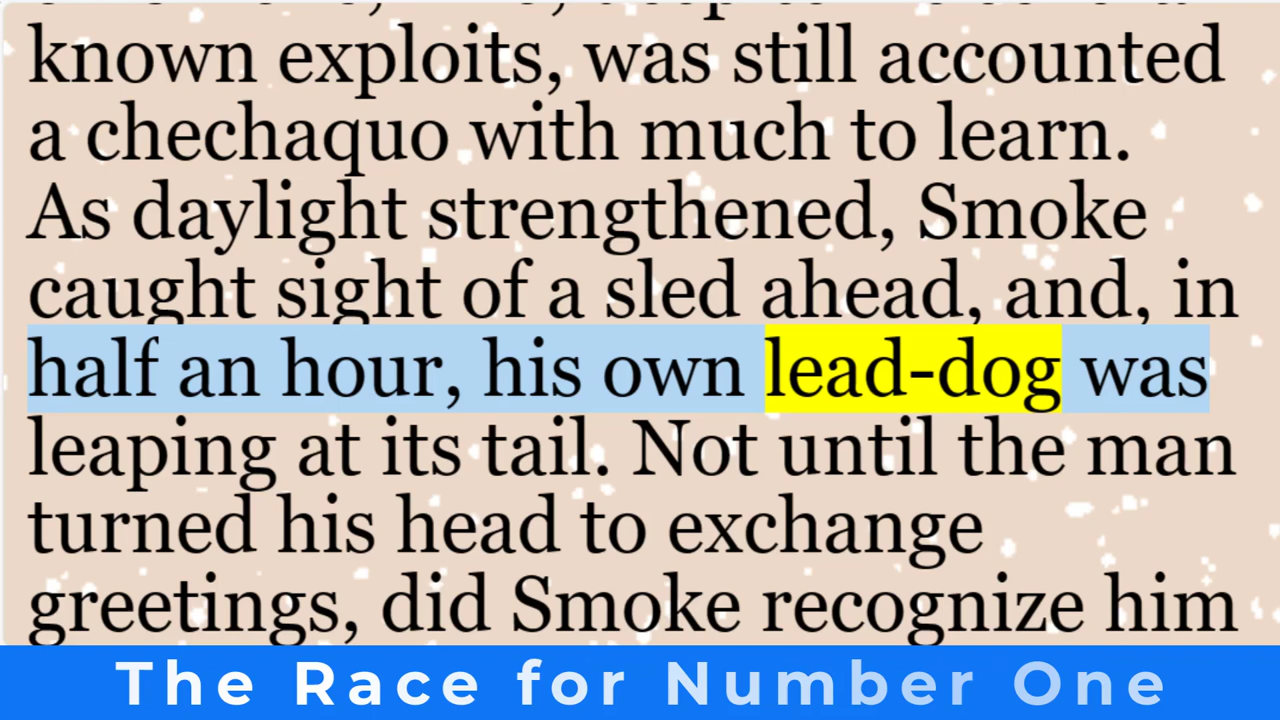 known exploits, was still accounted
a chechaquo with much to learn.
As daylight strengthened, Smoke
caught sight of a sled ahead, and, in
half an hour, his own lead-dog was
leaping at its tail. Not until the man
turned his head to exchange
greetings, did Smoke recognize him
The Race for Number One